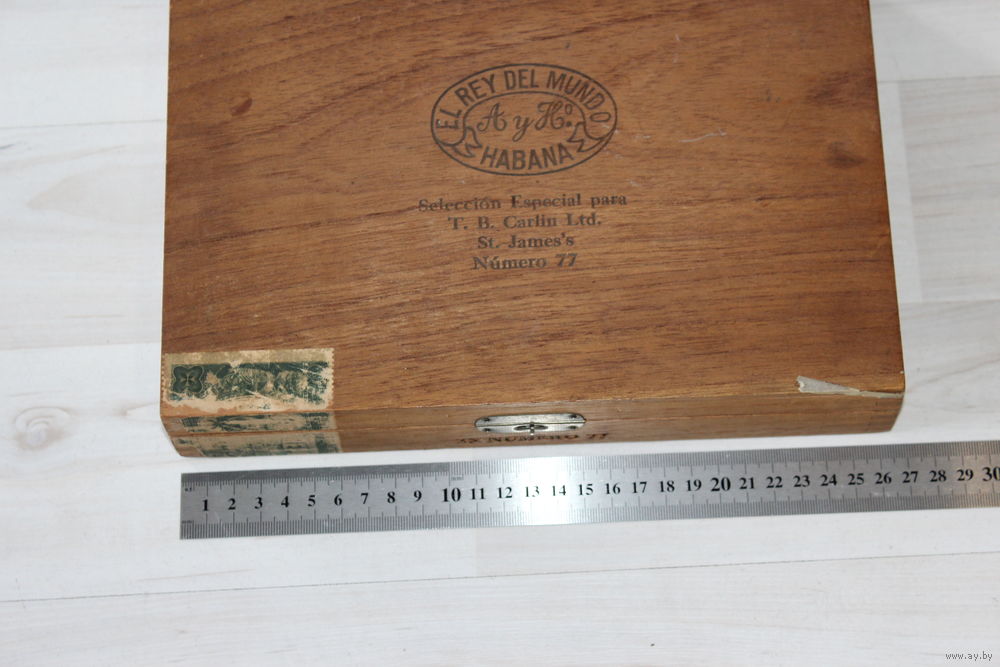 EL REY DEL MUNDO
A y Hº.
HABANA
Selección Especial para
T. B. Carlin Ltd.
St. James's
Número 77
NUMERO 77
1 2 3 4 5 6 7 8 9 10 11 12 13 14 15 16 17 18 19 20 21 22 23 24 25 26 27 28 29 30
www.ay.by